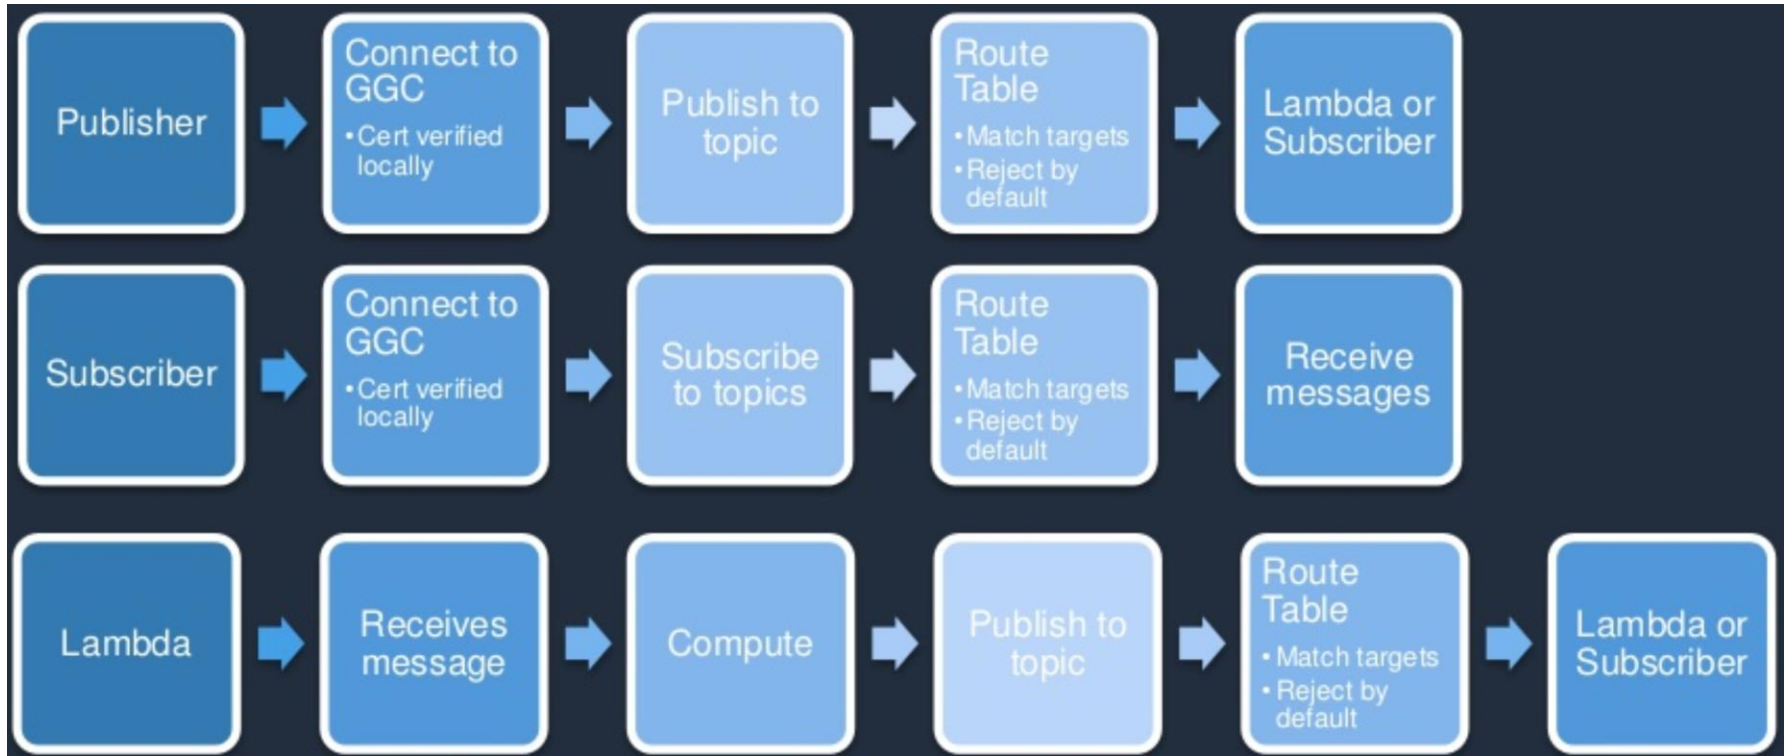 Publisher
Connect to
GGC
• Cert verified
locally
Publish to
topic
Route
Table
• Match targets
• Reject by
default
Lambda or
Subscriber
Subscriber
Connect to
GGC
• Cert verified
locally
Subscribe
to topics
Route
Table
• Match targets
• Reject by
default
Receive
messages
Lambda
Receives
message
Compute
Publish to
topic
Route
Table
• Match targets
• Reject by
default
Lambda or
Subscriber